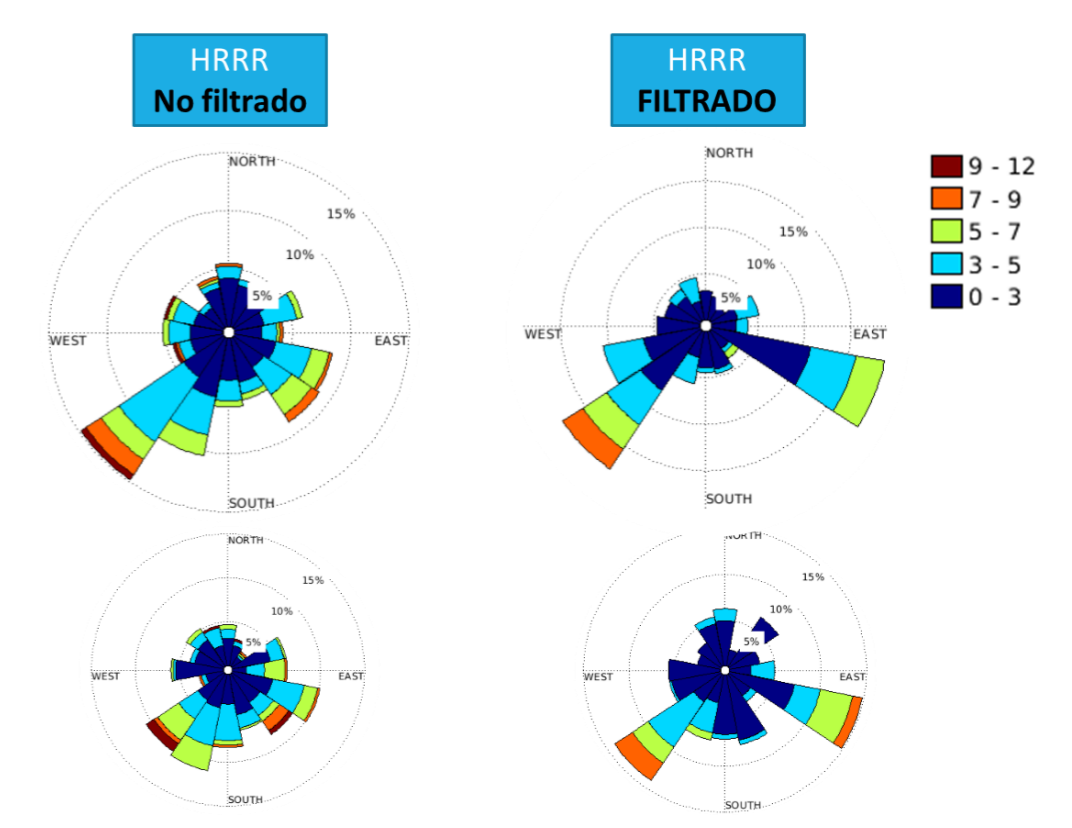 HRRR
No filtrado
HRRR
FILTRADO
NORTH
15%
10%
5%
WEST
EAST
SOUTH
NORTH
15%
10%
5%
WEST
EAST
SOUTH
9 - 12
7 - 9
5 - 7
3 - 5
0 - 3
NORTH
15%
10%
5%
WEST
EAST
SOUTH
NORTH
15%
10%
5%
WEST
EAST
SOUTH